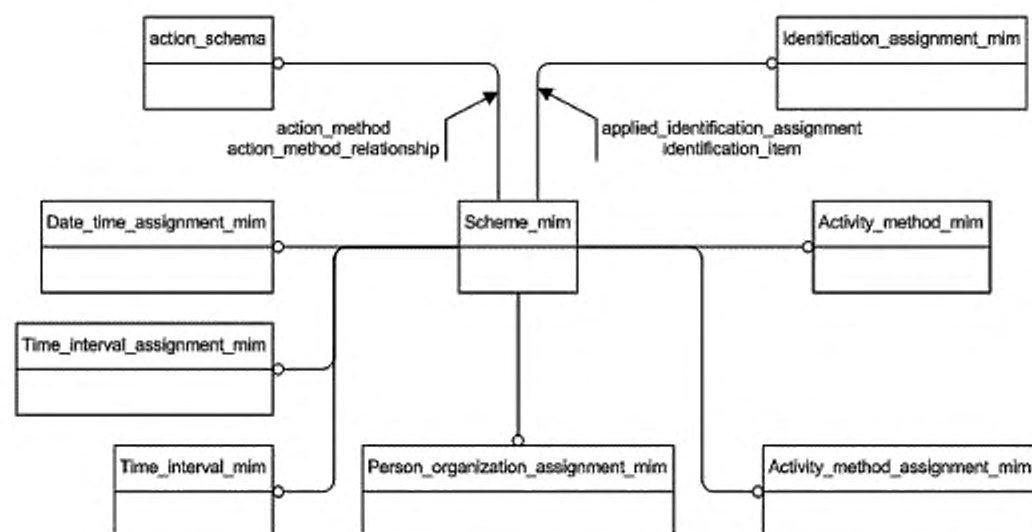 action_schema
Identification_assignment_mim
action_method
action_method_relationship
applied_identification_assignment
identification_item
Date_time_assignment_mim
Scheme_mim
Activity_method_mim
Time_interval_assignment_mim
Time_interval_mim
Person_organization_assignment_mim
Activity_method_assignment_mim